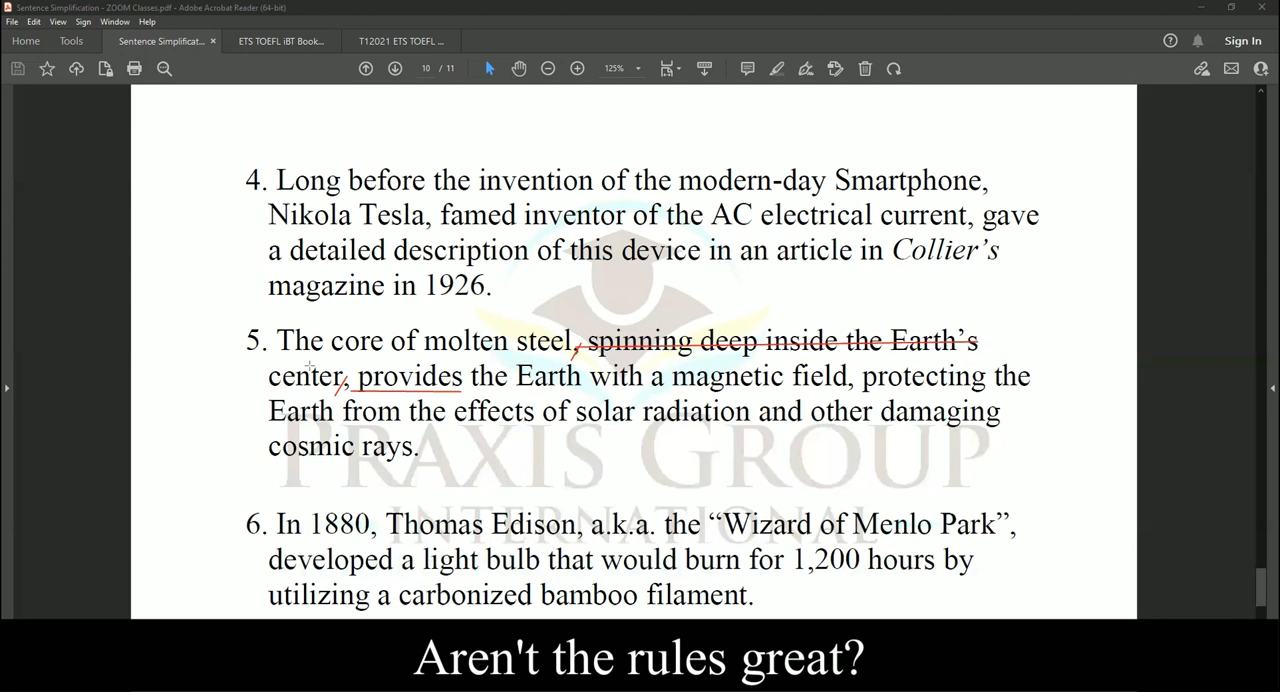 Sentence Simplification - ZOOM Classes.pdf - Adobe Acrobat Reader (64-bit)
File Edit View Sign Window Help
Home Tools Sentence Simplificat... × ETS TOEFL iBT Book... T12021 ETS TOEFL ... Sign In
10 / 11 125%
4. Long before the invention of the modern-day Smartphone,
Nikola Tesla, famed inventor of the AC electrical current, gave
a detailed description of this device in an article in Collier's
magazine in 1926.
5. The core of molten steel, spinning deep inside the Earth's
center, provides the Earth with a magnetic field, protecting the
Earth from the effects of solar radiation and other damaging
cosmic rays.
PRAXIS GROUP
INTERNATIONAL
6. In 1880, Thomas Edison, a.k.a. the “Wizard of Menlo Park”,
developed a light bulb that would burn for 1,200 hours by
utilizing a carbonized bamboo filament.
Aren't the rules great?